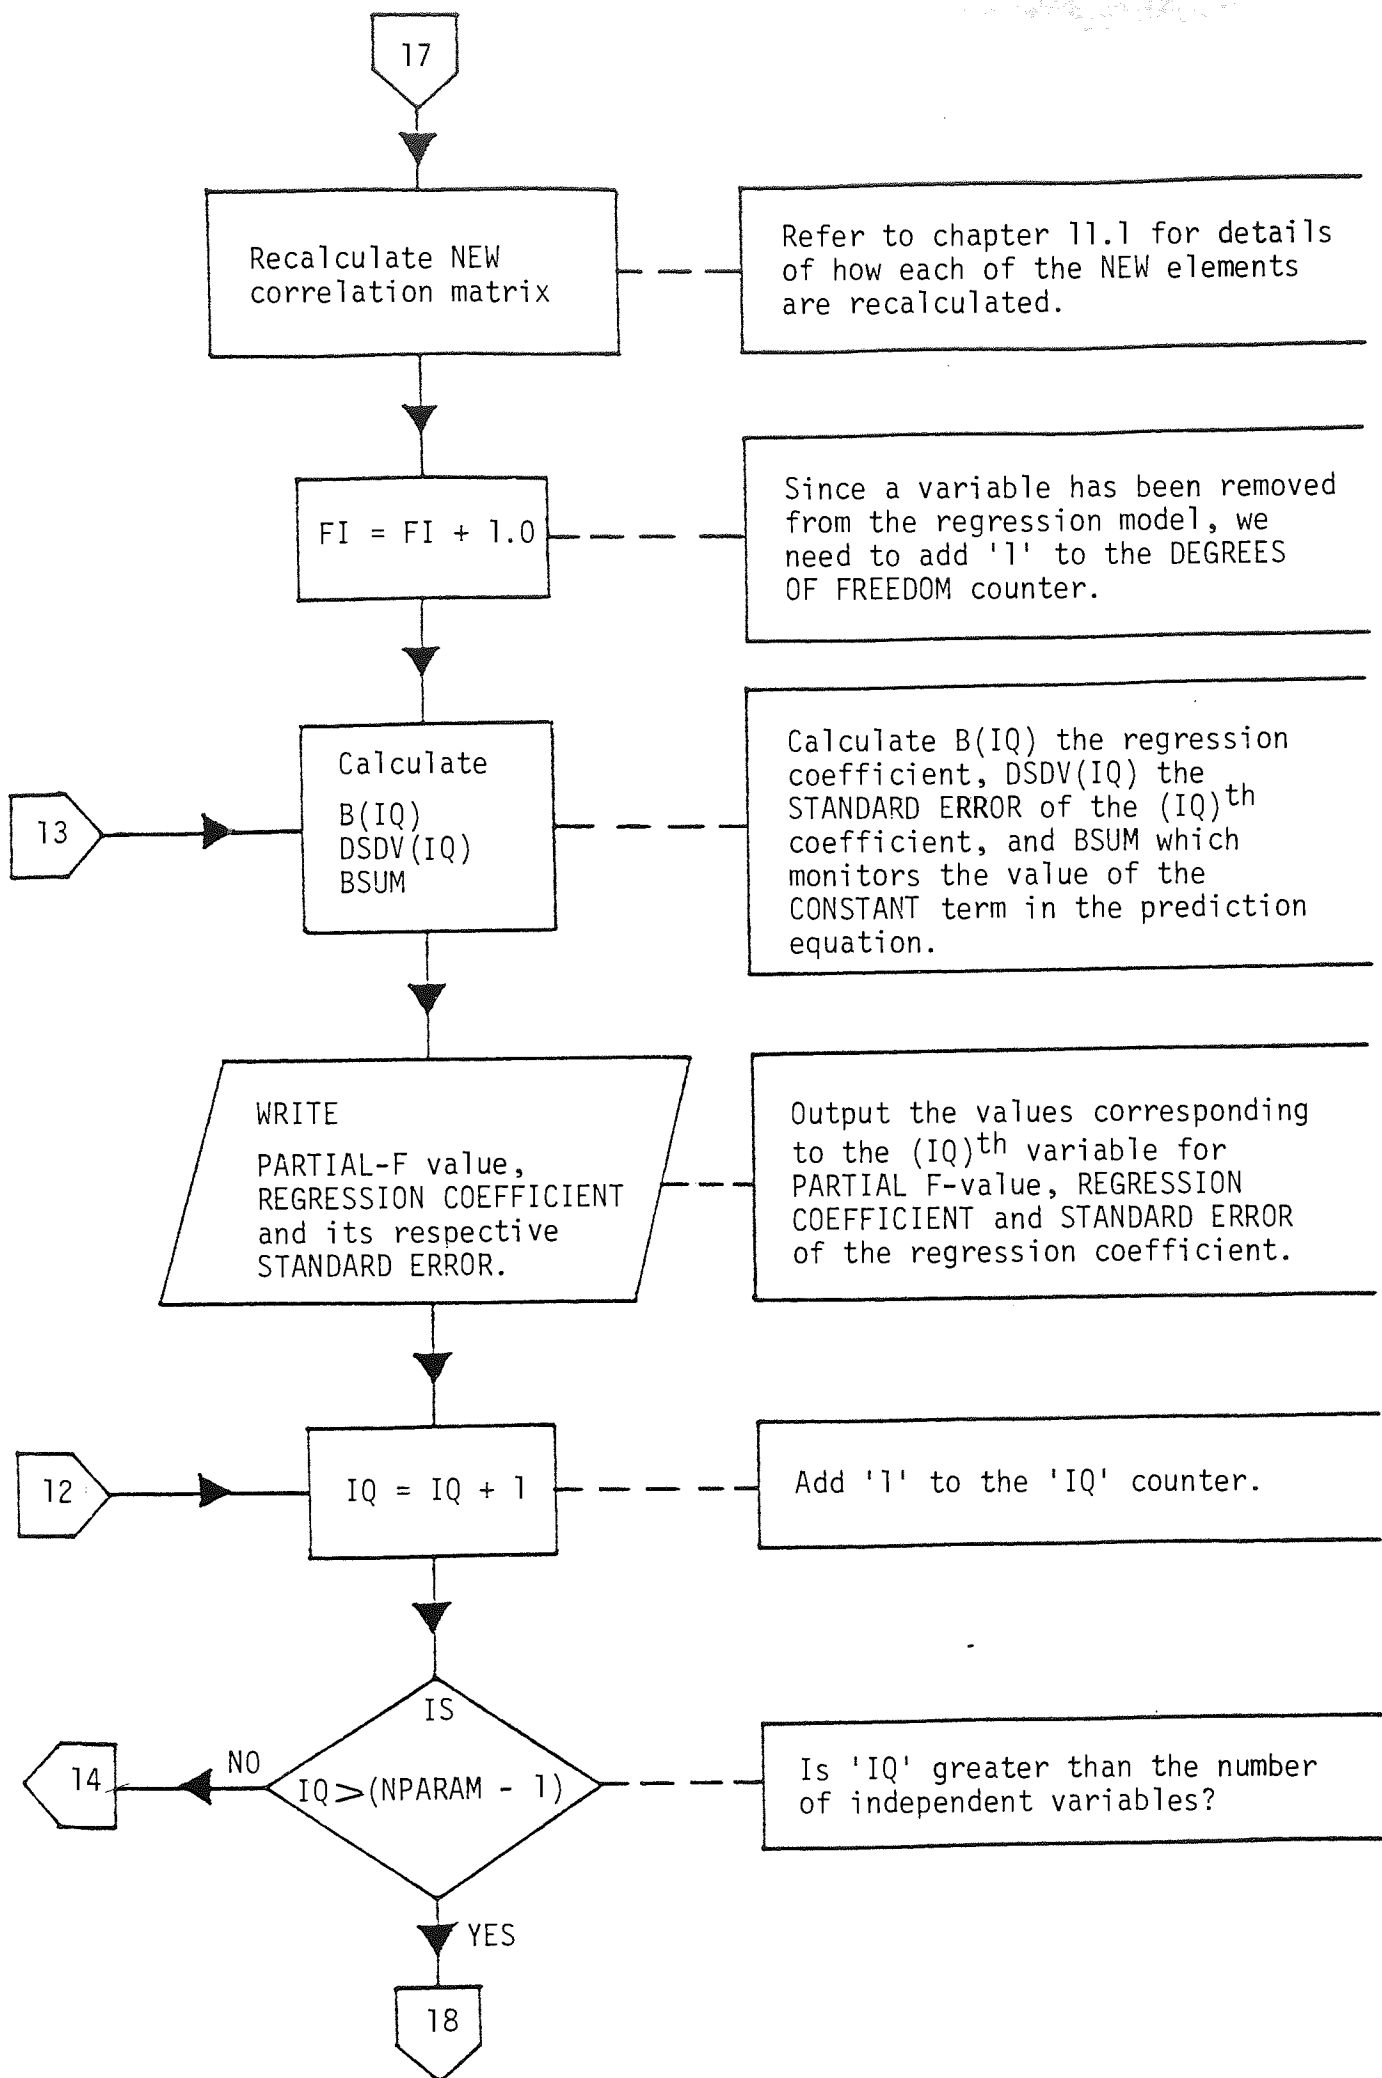 17
Recalculate NEW
correlation matrix
Refer to chapter 11.1 for details
of how each of the NEW elements
are recalculated.
FI = FI + 1.0
Since a variable has been removed
from the regression model, we
need to add '1' to the DEGREES
OF FREEDOM counter.
13
Calculate
B(IQ)
DSDV(IQ)
BSUM
Calculate B(IQ) the regression
coefficient, DSDV(IQ) the
STANDARD ERROR of the (IQ)th
coefficient, and BSUM which
monitors the value of the
CONSTANT term in the prediction
equation.
WRITE
PARTIAL-F value,
REGRESSION COEFFICIENT
and its respective
STANDARD ERROR.
Output the values corresponding
to the (IQ)th variable for
PARTIAL F-value, REGRESSION
COEFFICIENT and STANDARD ERROR
of the regression coefficient.
12
IQ = IQ + 1
Add '1' to the 'IQ' counter.
IS
IQ>(NPARAM - 1)
14
NO
Is 'IQ' greater than the number
of independent variables?
YES
18